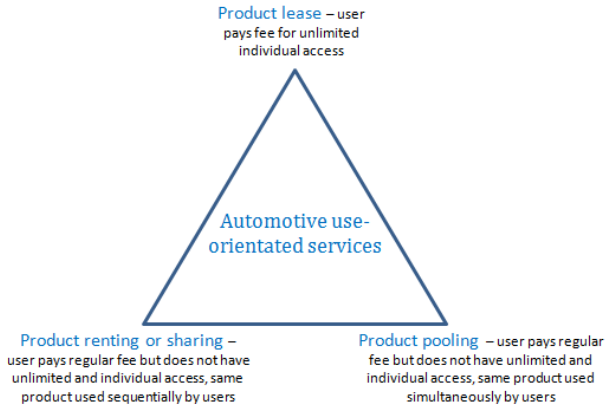 Product lease – user
pays fee for unlimited
individual access
Automotive use-
orientated services
Product renting or sharing –
user pays regular fee but does not have
unlimited and individual access, same
product used sequentially by users
Product pooling – user pays regular
fee but does not have unlimited and
individual access, same product used
simultaneously by users